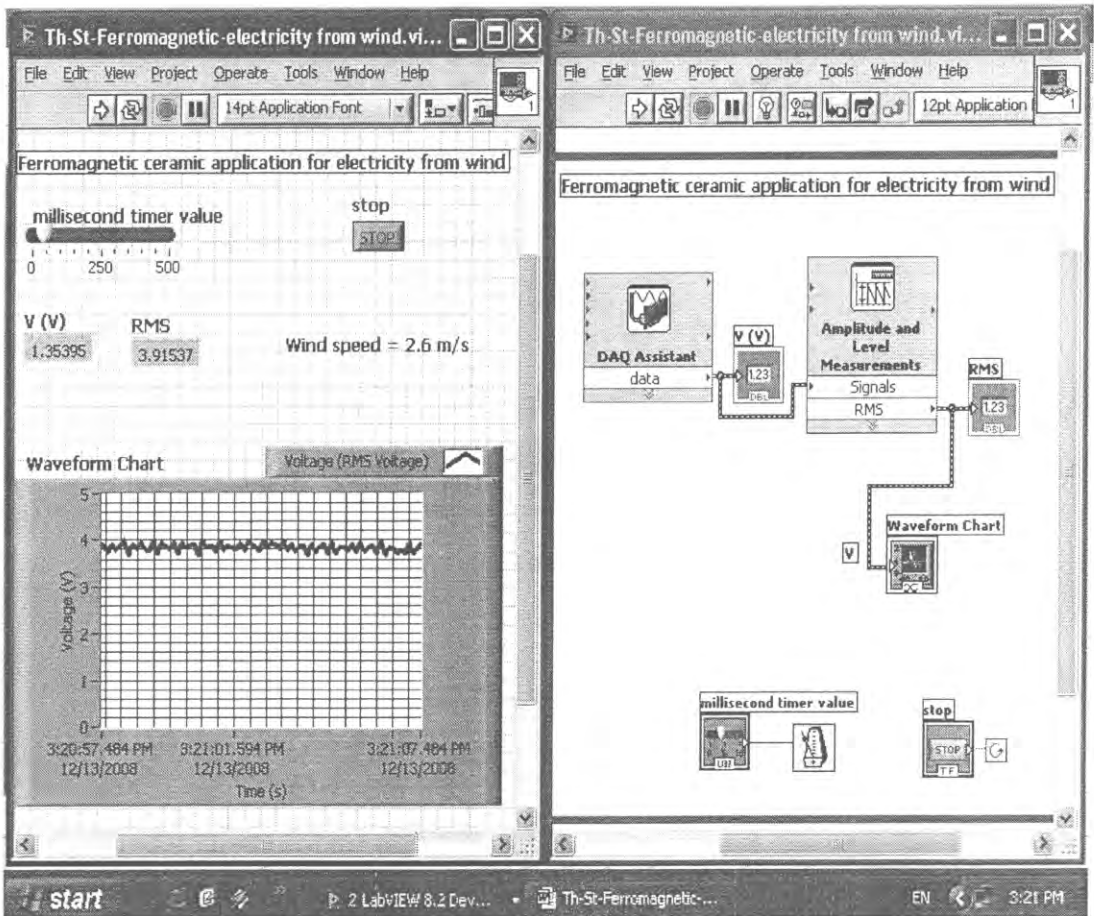 Th-St-Ferromagnetic-electricity from wind.vi...
File Edit View Project Operate Tools Window Help
14pt Application Font
1
Ferromagnetic ceramic application for electricity from wind
millisecond timer value
0 250 500
stop
STOP
V (V)
1.35395
RMS
3.91537
Wind speed = 2.6 m/s
Waveform Chart
Voltage (RMS Voltage)
Voltage (V)
5
4
3
2
1
0
3:20:57.484 PM 3:21:01.594 PM 3:21:07.484 PM
12/13/2008 12/13/2008 12/13/2008
Time (s)
Th-St-Ferromagnetic-electricity from wind.vi...
File Edit View Project Operate Tools Window Help
12pt Application
1
Ferromagnetic ceramic application for electricity from wind
DAQ Assistant
data
V (V)
1.23
DBL
Amplitude and
Level
Measurements
Signals
RMS
RMS
1.23
DBL
Waveform Chart
V
millisecond timer value
stop
STOP
TF
start
2 LabVIEW 8.2 Dev...
Th-St-Ferromagnetic-...
EN
3:21 PM